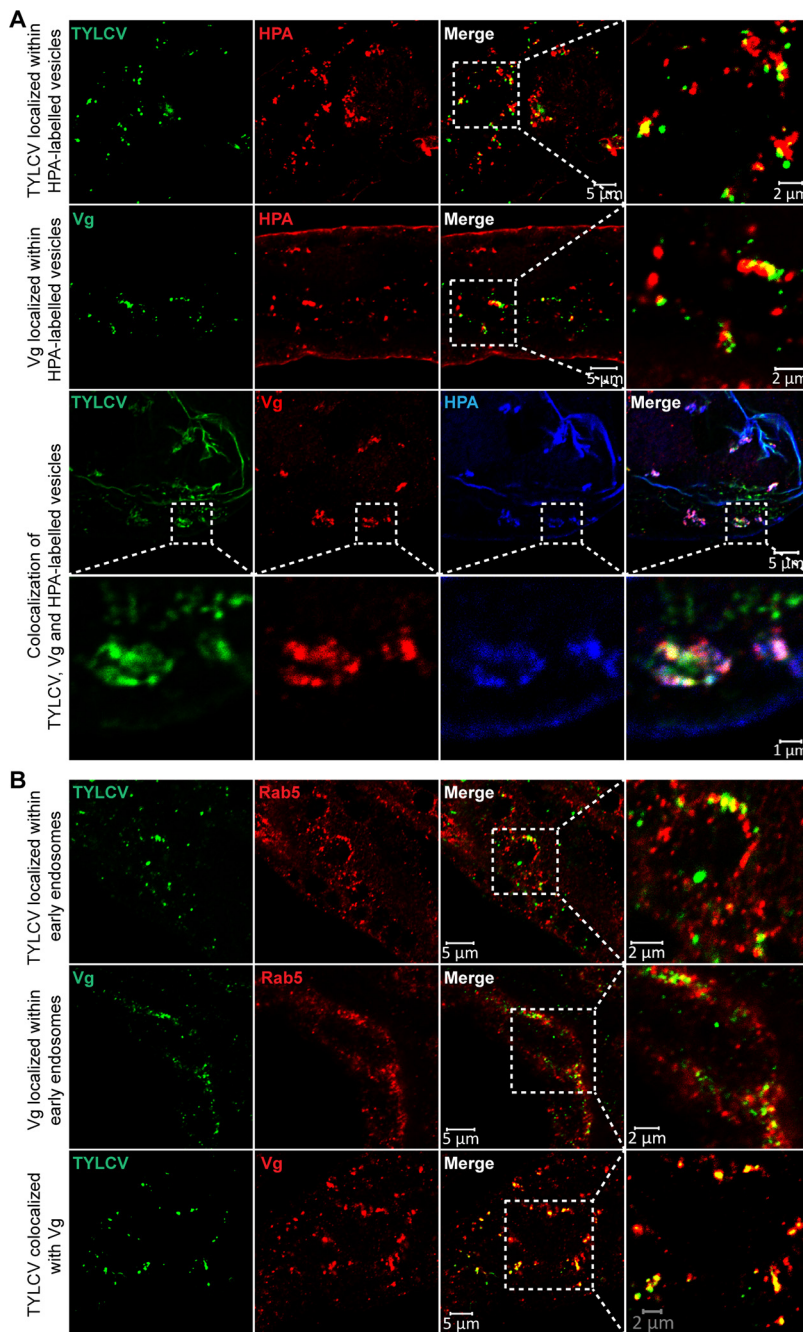 A
TYLCV localized within
HPA-labelled vesicles
TYLCV
HPA
Merge
5 µm
2 µm
Vg localized within
HPA-labelled vesicles
Vg
HPA
Merge
5 µm
2 µm
Colocalization of
TYLCV, Vg and HPA-labelled vesicles
TYLCV
Vg
HPA
Merge
5 µm
1 µm
B
TYLCV localized within
early endosomes
TYLCV
Rab5
Merge
5 µm
2 µm
Vg localized within
early endosomes
Vg
Rab5
Merge
5 µm
2 µm
TYLCV colocalized
with Vg
TYLCV
Vg
Merge
5 µm
2 µm